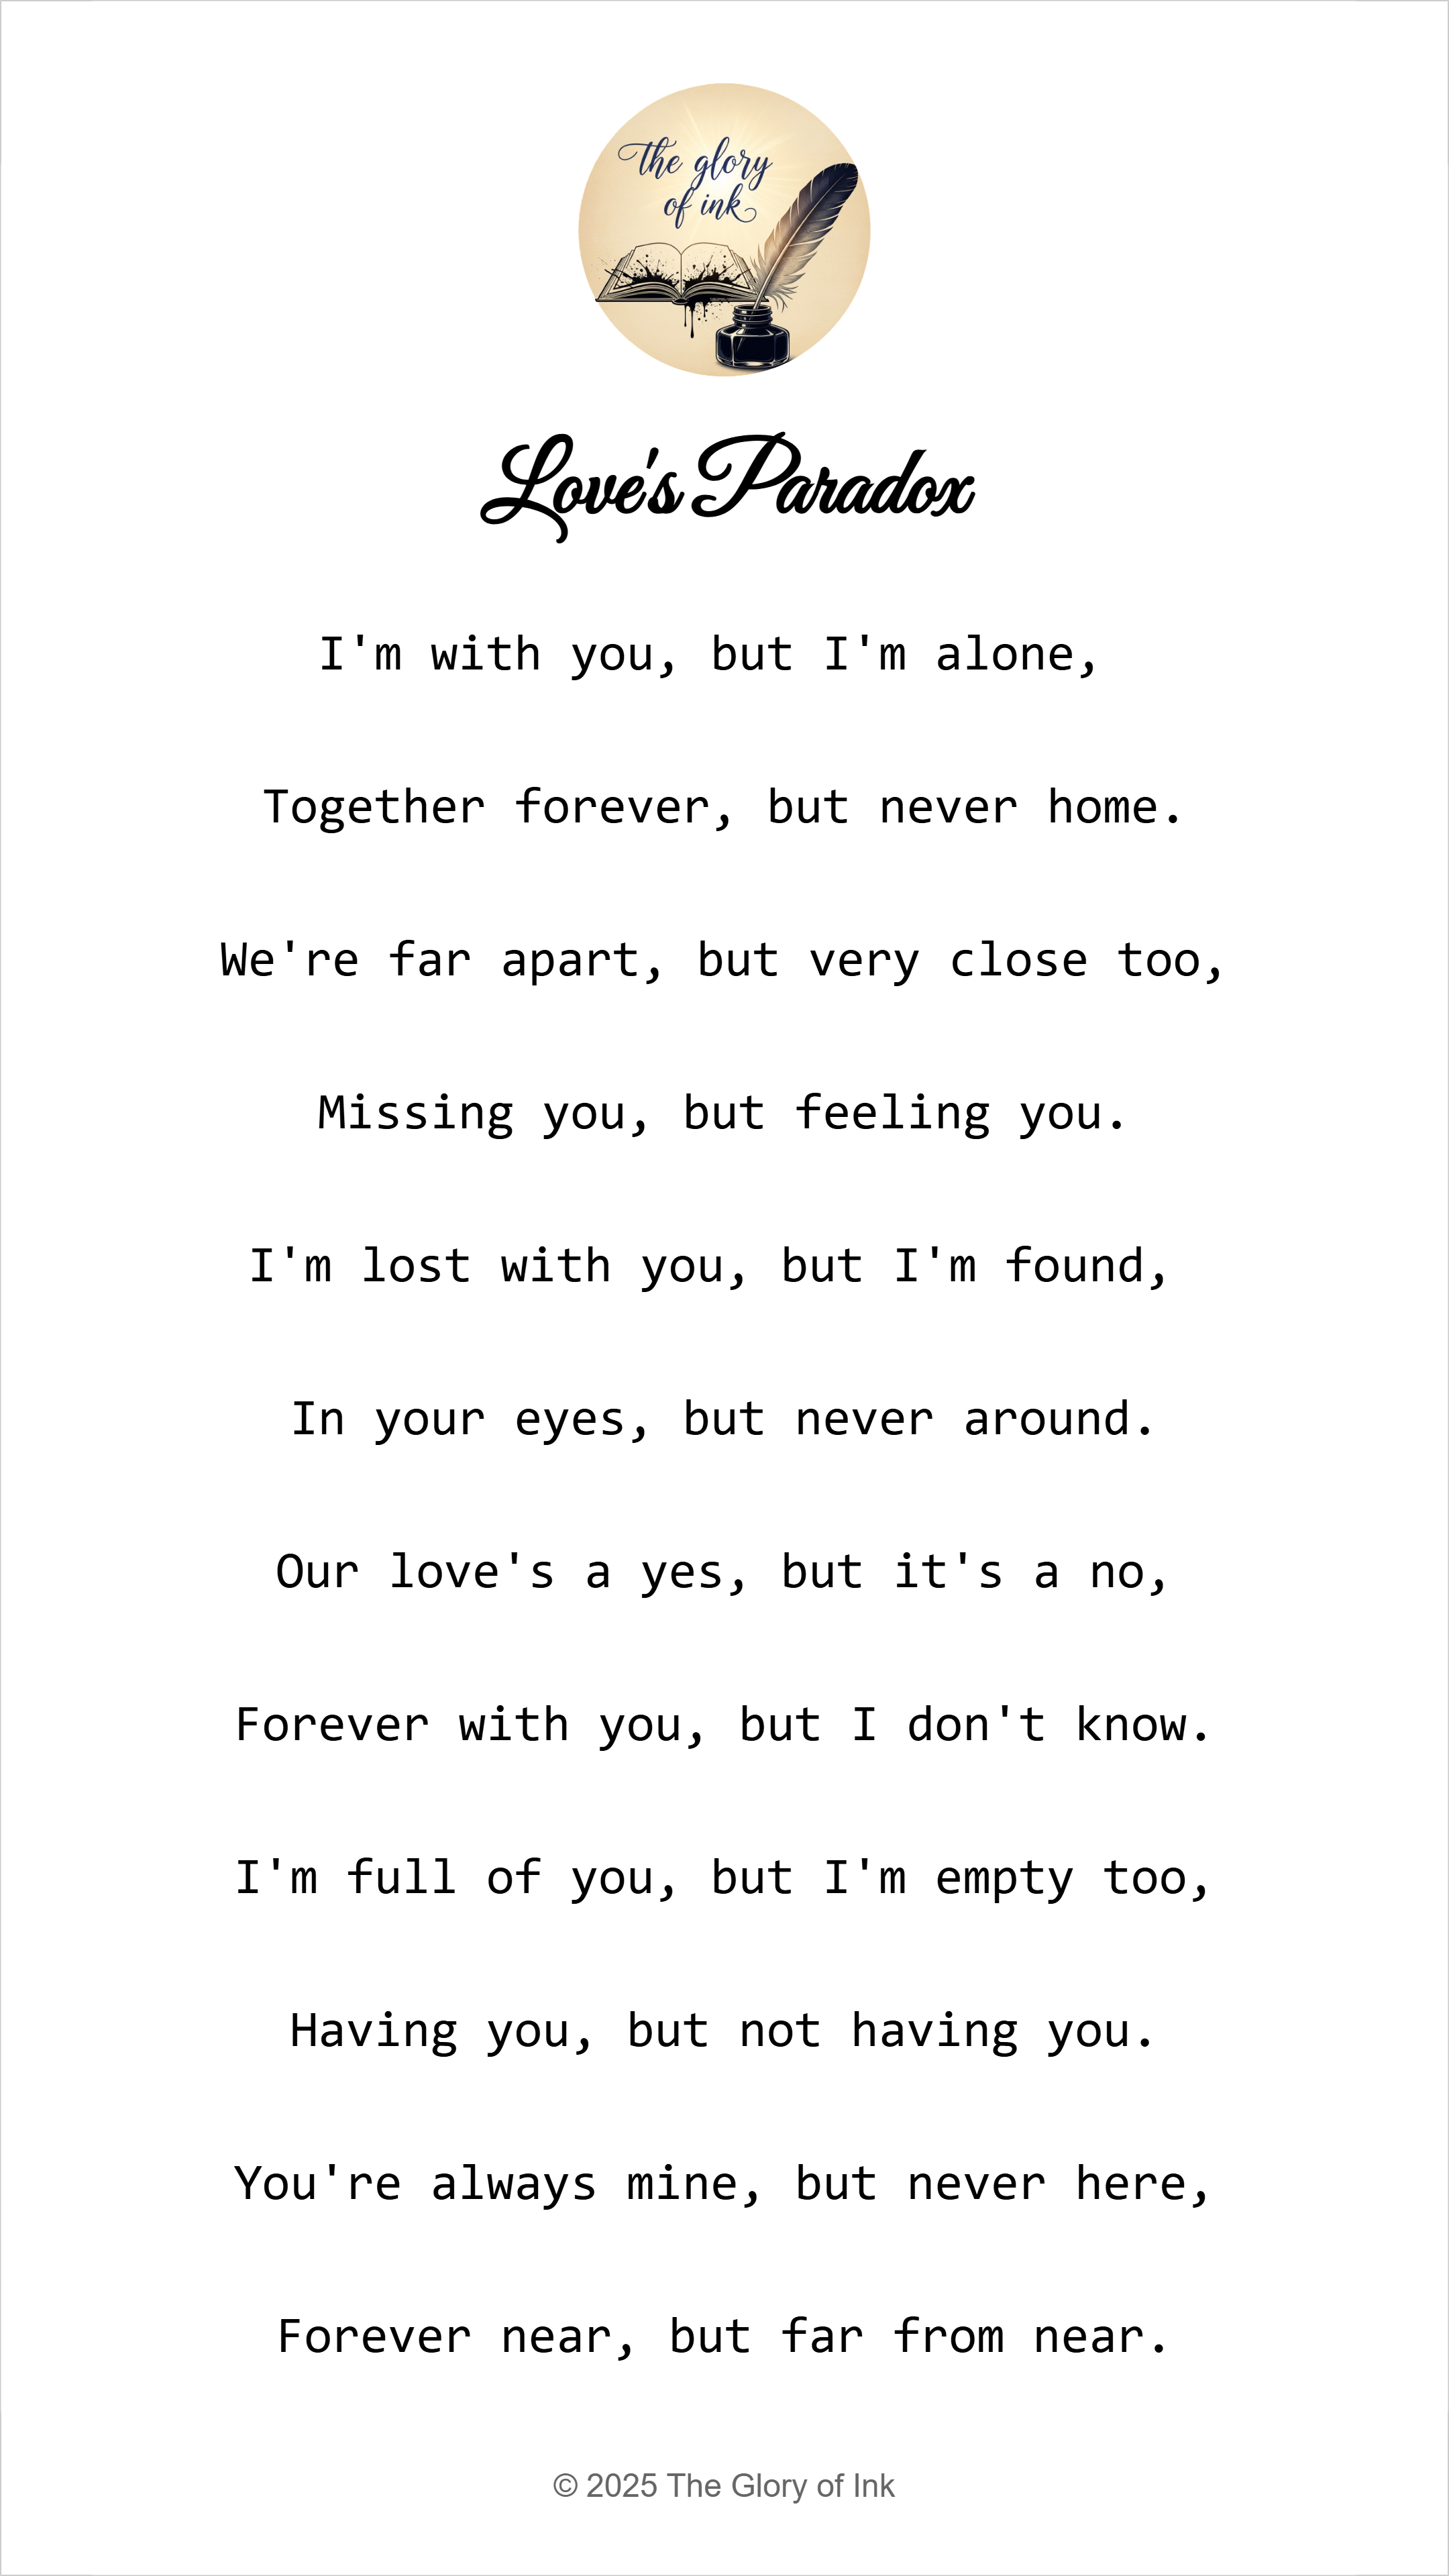 the glory
of ink
Love's Paradox
I'm with you, but I'm alone,
Together forever, but never home.
We're far apart, but very close too,
Missing you, but feeling you.
I'm lost with you, but I'm found,
In your eyes, but never around.
Our love's a yes, but it's a no,
Forever with you, but I don't know.
I'm full of you, but I'm empty too,
Having you, but not having you.
You're always mine, but never here,
Forever near, but far from near.
© 2025 The Glory of Ink